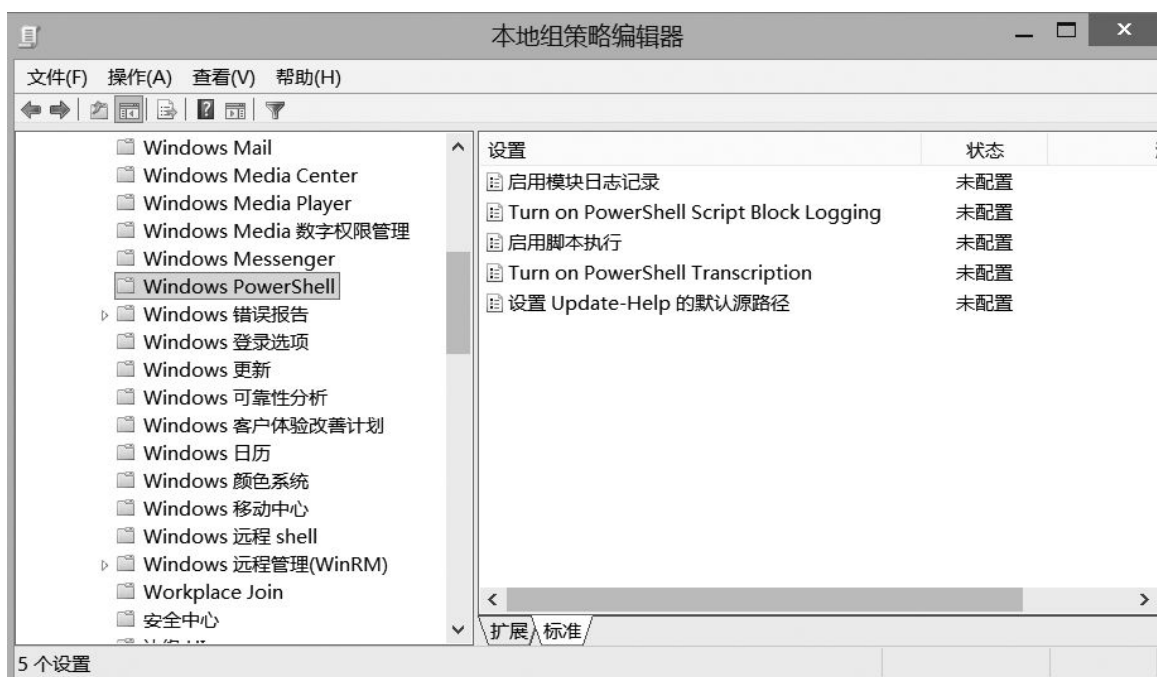 本地组策略编辑器
文件(F) 操作(A) 查看(V) 帮助(H)
Windows Mail
Windows Media Center
Windows Media Player
Windows Media 数字权限管理
Windows Messenger
Windows PowerShell
Windows 错误报告
Windows 登录选项
Windows 更新
Windows 可靠性分析
Windows 客户体验改善计划
Windows 日历
Windows 颜色系统
Windows 移动中心
Windows 远程 shell
Windows 远程管理(WinRM)
Workplace Join
安全中心
设置 状态
启用模块日志记录 未配置
Turn on PowerShell Script Block Logging 未配置
启用脚本执行 未配置
Turn on PowerShell Transcription 未配置
设置 Update-Help 的默认源路径 未配置
扩展 标准
5 个设置